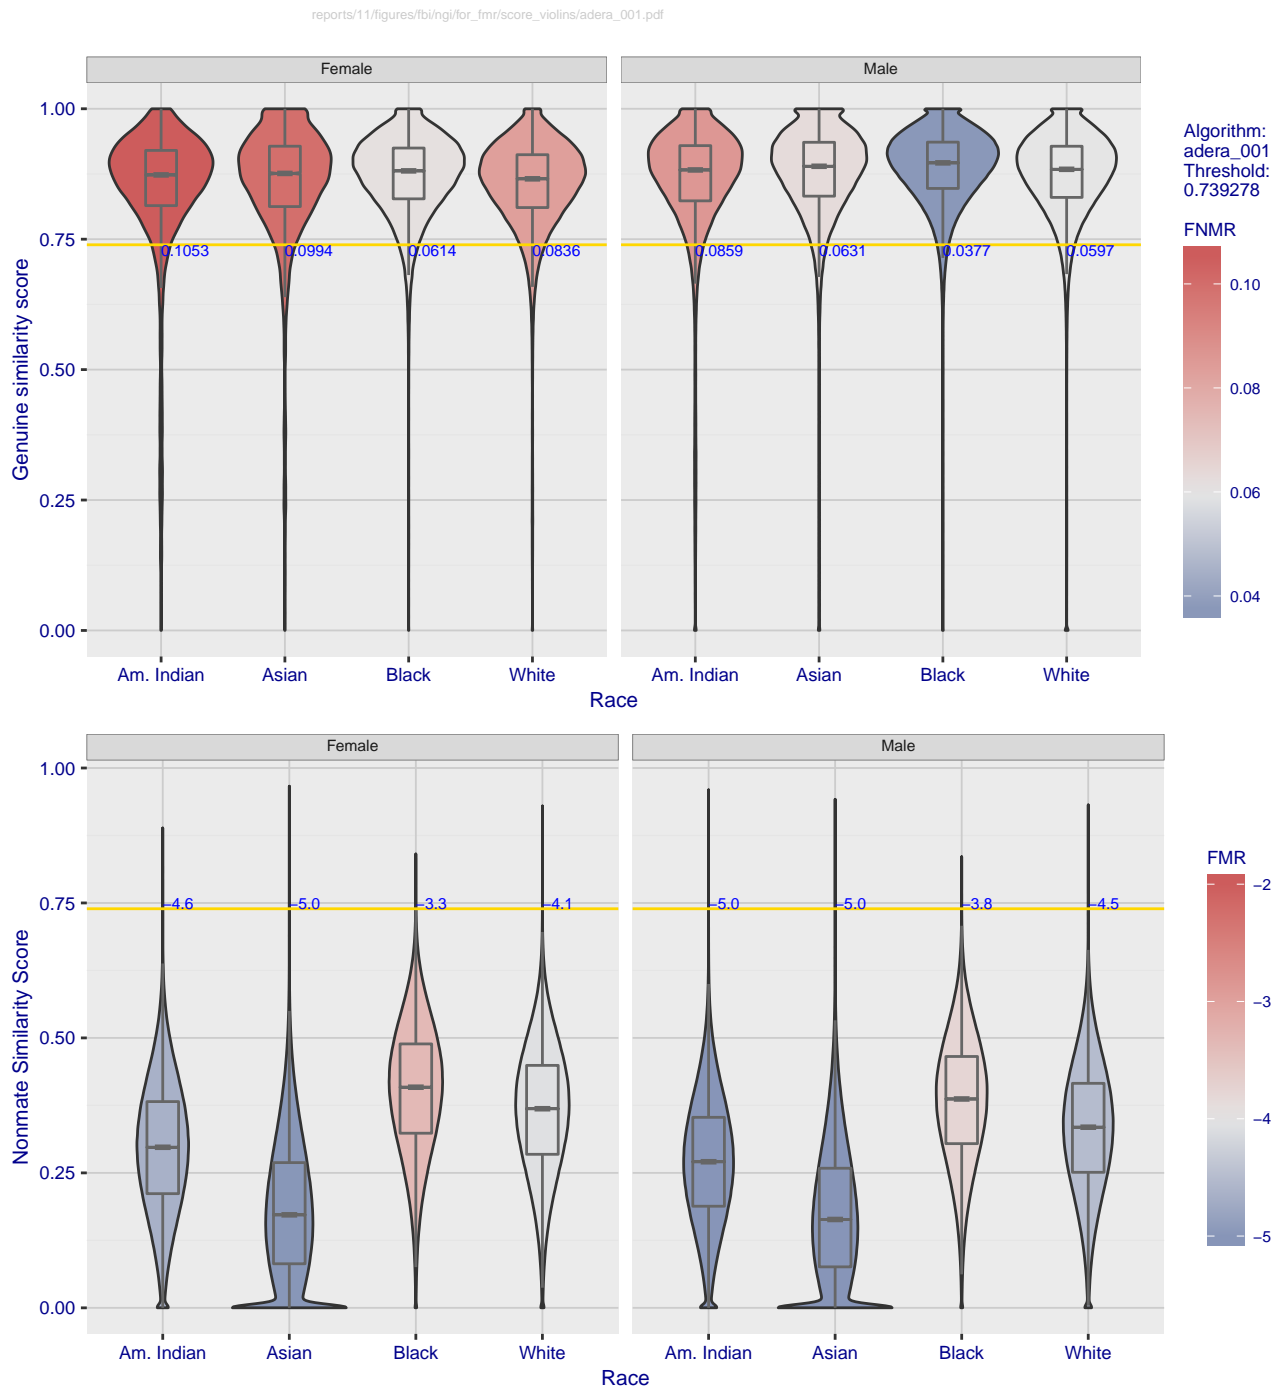 reports/11/figures/fbi/ngi/for_fmr/score_violins/adera_001.pdf
Female
Male
1.00
0.75
0.50
0.25
0.00
Genuine similarity score
0.1053
0.0994
0.0614
0.0836
0.0859
0.0631
0.0377
0.0597
Am. Indian
Asian
Black
White
Am. Indian
Asian
Black
White
Race
Algorithm:
adera_001
Threshold:
0.739278
FNMR
0.10
0.08
0.06
0.04
Female
Male
1.00
0.75
0.50
0.25
0.00
Nonmate Similarity Score
−4.6
−5.0
−3.3
−4.1
−5.0
−5.0
−3.8
−4.5
Am. Indian
Asian
Black
White
Am. Indian
Asian
Black
White
Race
FMR
−2
−3
−4
−5